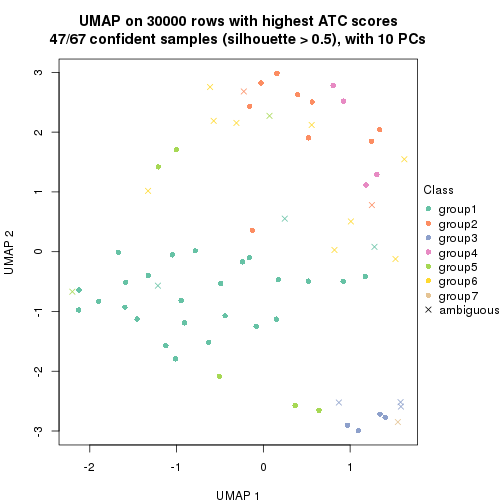 UMAP on 30000 rows with highest ATC scores
47/67 confident samples (silhouette > 0.5), with 10 PCs
3
2
1
0
-1
-2
-3
UMAP 2
-2
-1
0
1
UMAP 1
Class
group1
group2
group3
group4
group5
group6
group7
ambiguous